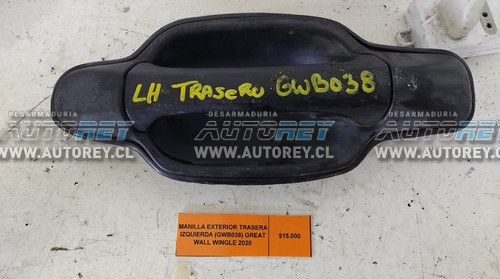 LH TRASERO GWB038
DESARMADURIA DESARMADURIA DESARMADURIA
AUTOREY AUTOREY AUTOREY
WWW.AUTOREY.CL WWW.AUTOREY.CL WWW.AUTOREY.CL
MANILLA EXTERIOR TRASERA
IZQUIERDA (GWB038) GREAT
WALL WINGLE 2020
$15.000